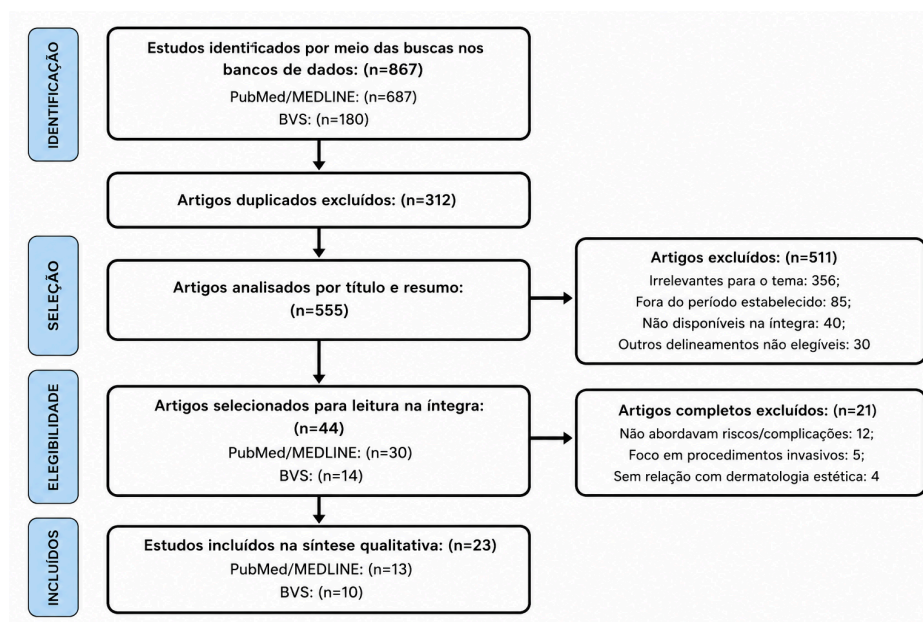 IDENTIFICAÇÃO
Estudos identificados por meio das buscas nos
bancos de dados: (n=867)
PubMed/MEDLINE: (n=687)
BVS: (n=180)
Artigos duplicados excluídos: (n=312)
SELEÇÃO
Artigos analisados por título e resumo:
(n=555)
Artigos excluídos: (n=511)
Irrelevantes para o tema: 356;
Fora do período estabelecido: 85;
Não disponíveis na íntegra: 40;
Outros delineamentos não elegíveis: 30
ELEGIBILIDADE
Artigos selecionados para leitura na íntegra:
(n=44)
PubMed/MEDLINE: (n=30)
BVS: (n=14)
Artigos completos excluídos: (n=21)
Não abordavam riscos/complicações: 12;
Foco em procedimentos invasivos: 5;
Sem relação com dermatologia estética: 4
INCLUÍDOS
Estudos incluídos na síntese qualitativa: (n=23)
PubMed/MEDLINE: (n=13)
BVS: (n=10)